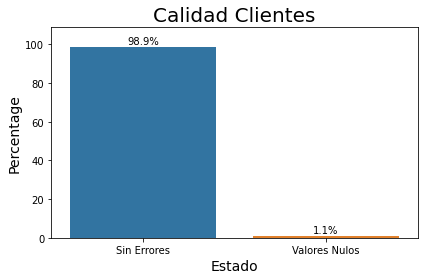 Calidad Clientes
Percentage
100
80
60
40
20
0
98.9%
1.1%
Sin Errores
Valores Nulos
Estado